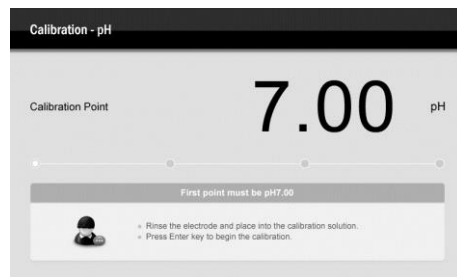 Calibration - pH
Calibration Point 7.00 pH
First point must be pH7.00
Rinse the electrode and place into the calibration solution.
Press Enter key to begin the calibration.